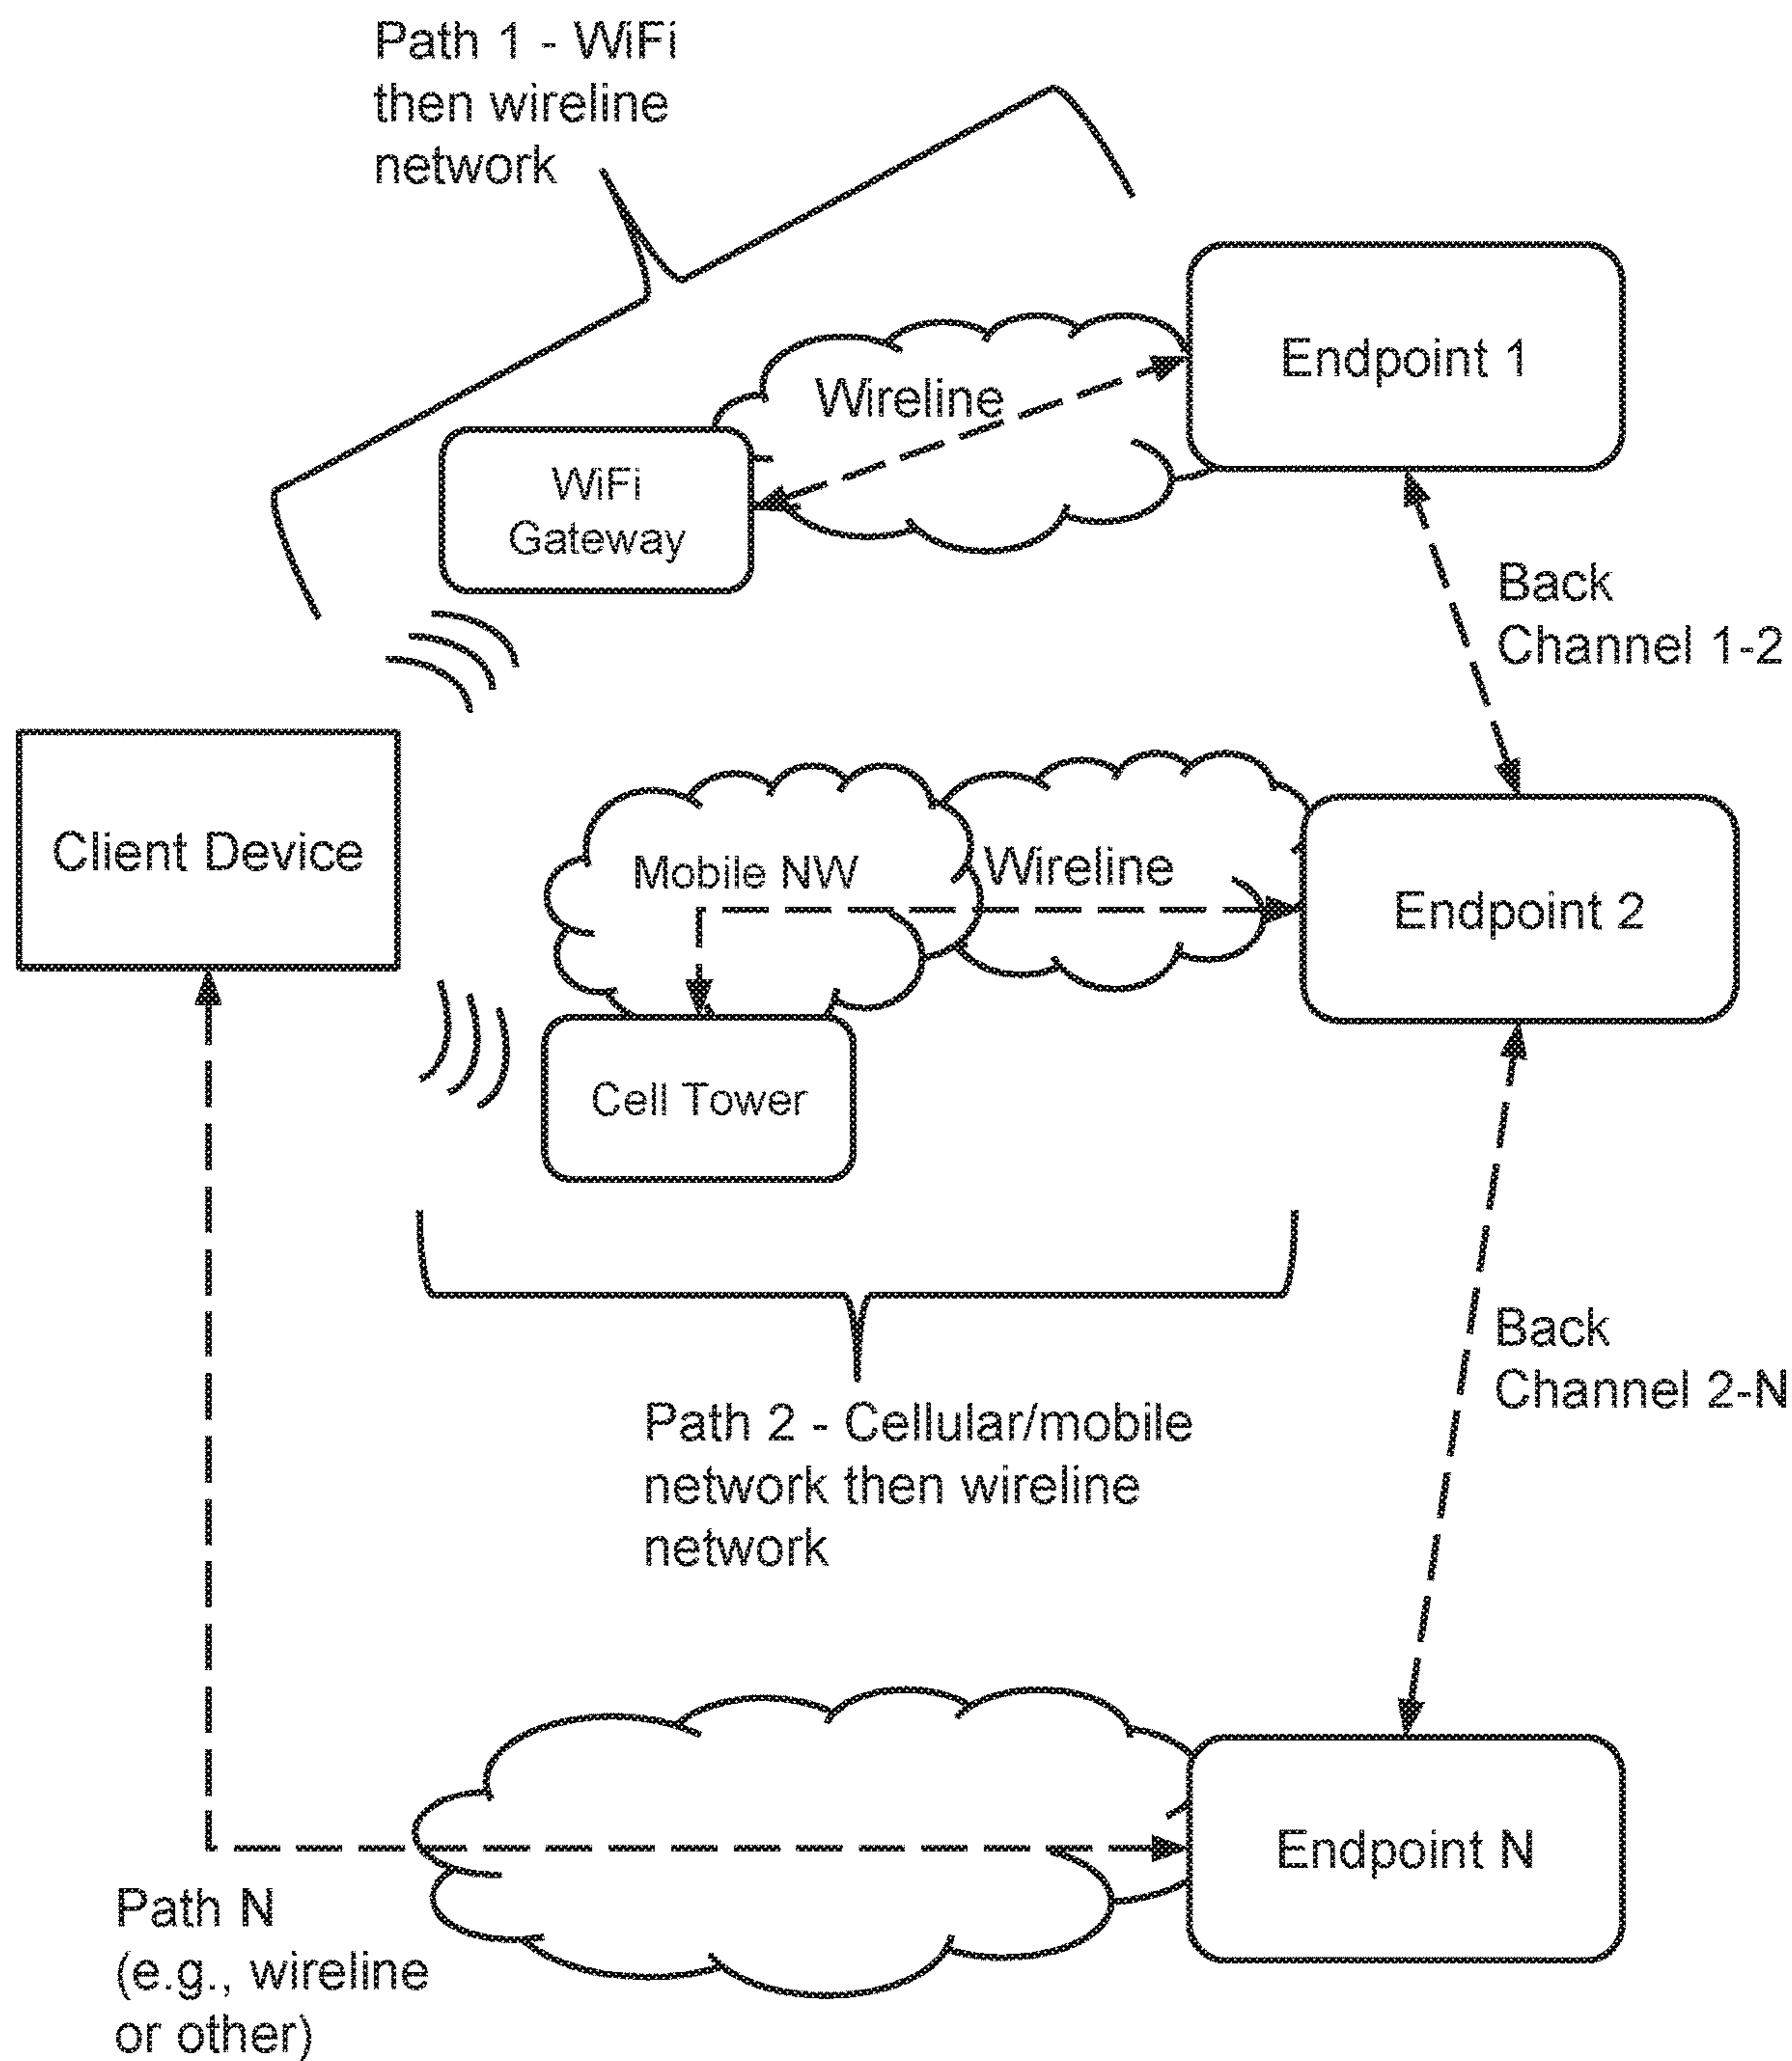 Path 1 - WiFi
then wireline
network
Endpoint 1
Wireline
WiFi
Gateway
Back
Channel 1-2
Client Device
Mobile NW
Wireline
Endpoint 2
Cell Tower
Back
Channel 2-N
Path 2 - Cellular/mobile
network then wireline
network
Endpoint N
Path N
(e.g., wireline
or other)